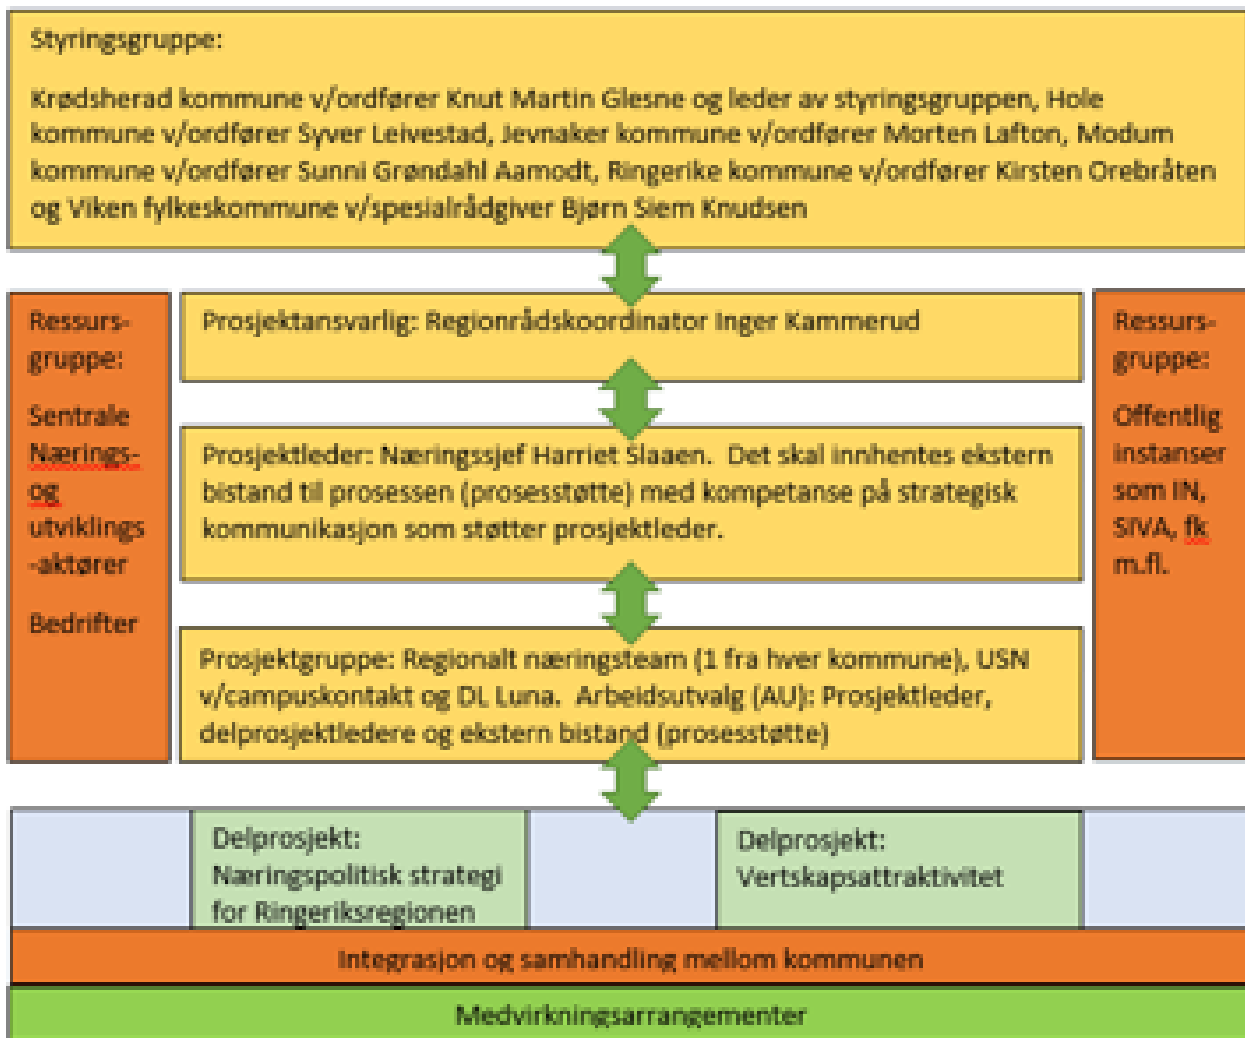 Styringsgruppe:
Krødsherad kommune v/ordfører Knut Martin Glesne og leder av styringsgruppen, Hole
kommune v/ordfører Syver Leivestad, Jevnaker kommune v/ordfører Morten Lafton, Modum
kommune v/ordfører Sunni Grøndahl Aamodt, Ringerike kommune v/ordfører Kirsten Orebråten
og Viken fylkeskommune v/spesialrådgiver Bjørn Siem Knudsen
Ressurs-
gruppe:
Sentrale
Nærings-
og
utviklings
-aktører
Bedrifter
Prosjektansvarlig: Regionrådskoordinator Inger Kammerud
Prosjektleder: Næringssjef Harriet Slaaen. Det skal innhentes ekstern
bistand til prosessen (prosesstøtte) med kompetanse på strategisk
kommunikasjon som støtter prosjektleder.
Prosjektgruppe: Regionalt næringsteam (1 fra hver kommune), USN
v/campuskontakt og DL Luna. Arbeidsutvalg (AU): Prosjektleder,
delprosjektledere og ekstern bistand (prosesstøtte)
Ressurs-
gruppe:
Offentlig
instanser
som IN,
SIVA, fk
m.fl.
Delprosjekt:
Næringspolitisk strategi
for Ringeriksregionen
Delprosjekt:
Vertskapsattraktivitet
Integrasjon og samhandling mellom kommunen
Medvirkningsarrangementer